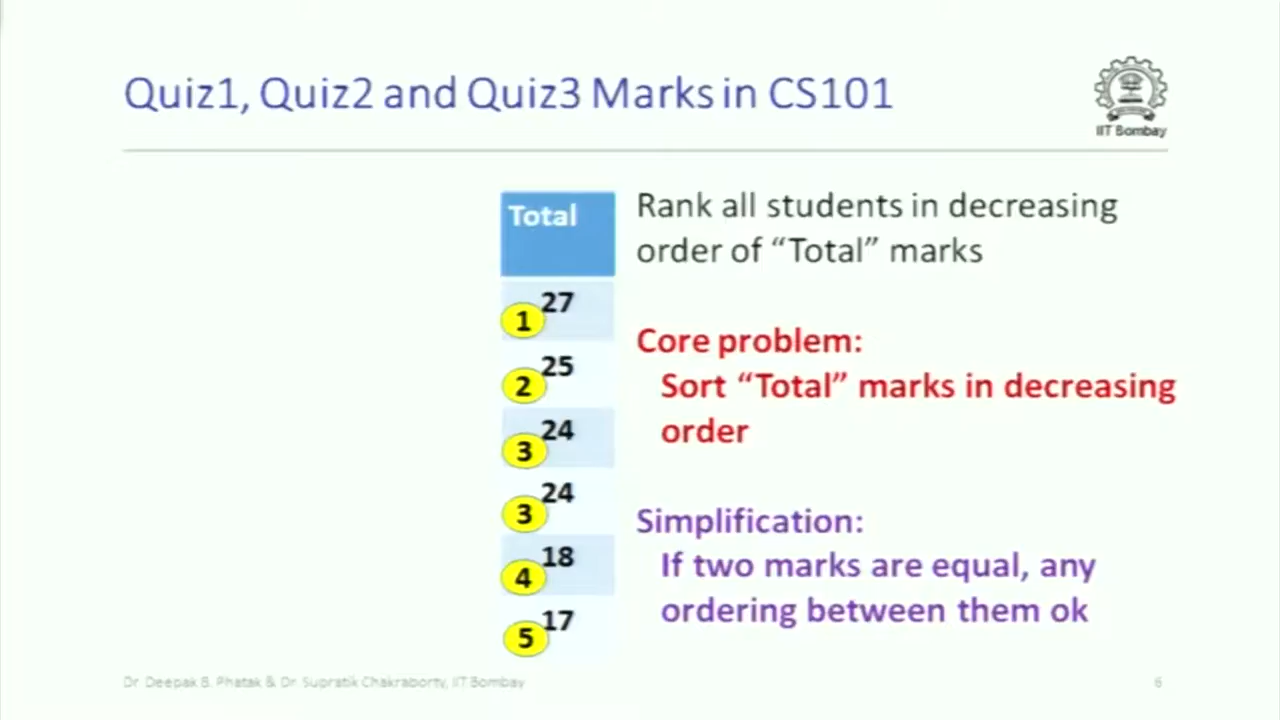 Quiz1, Quiz2 and Quiz3 Marks in CS101
IIT Bombay
Total
27
1
25
2
24
3
24
3
18
4
17
5
Rank all students in decreasing
order of “Total” marks
Core problem:
Sort “Total” marks in decreasing
order
Simplification:
If two marks are equal, any
ordering between them ok
Dr. Deepak B. Phatak & Dr. Supratik Chakraborty, IIT Bombay
6